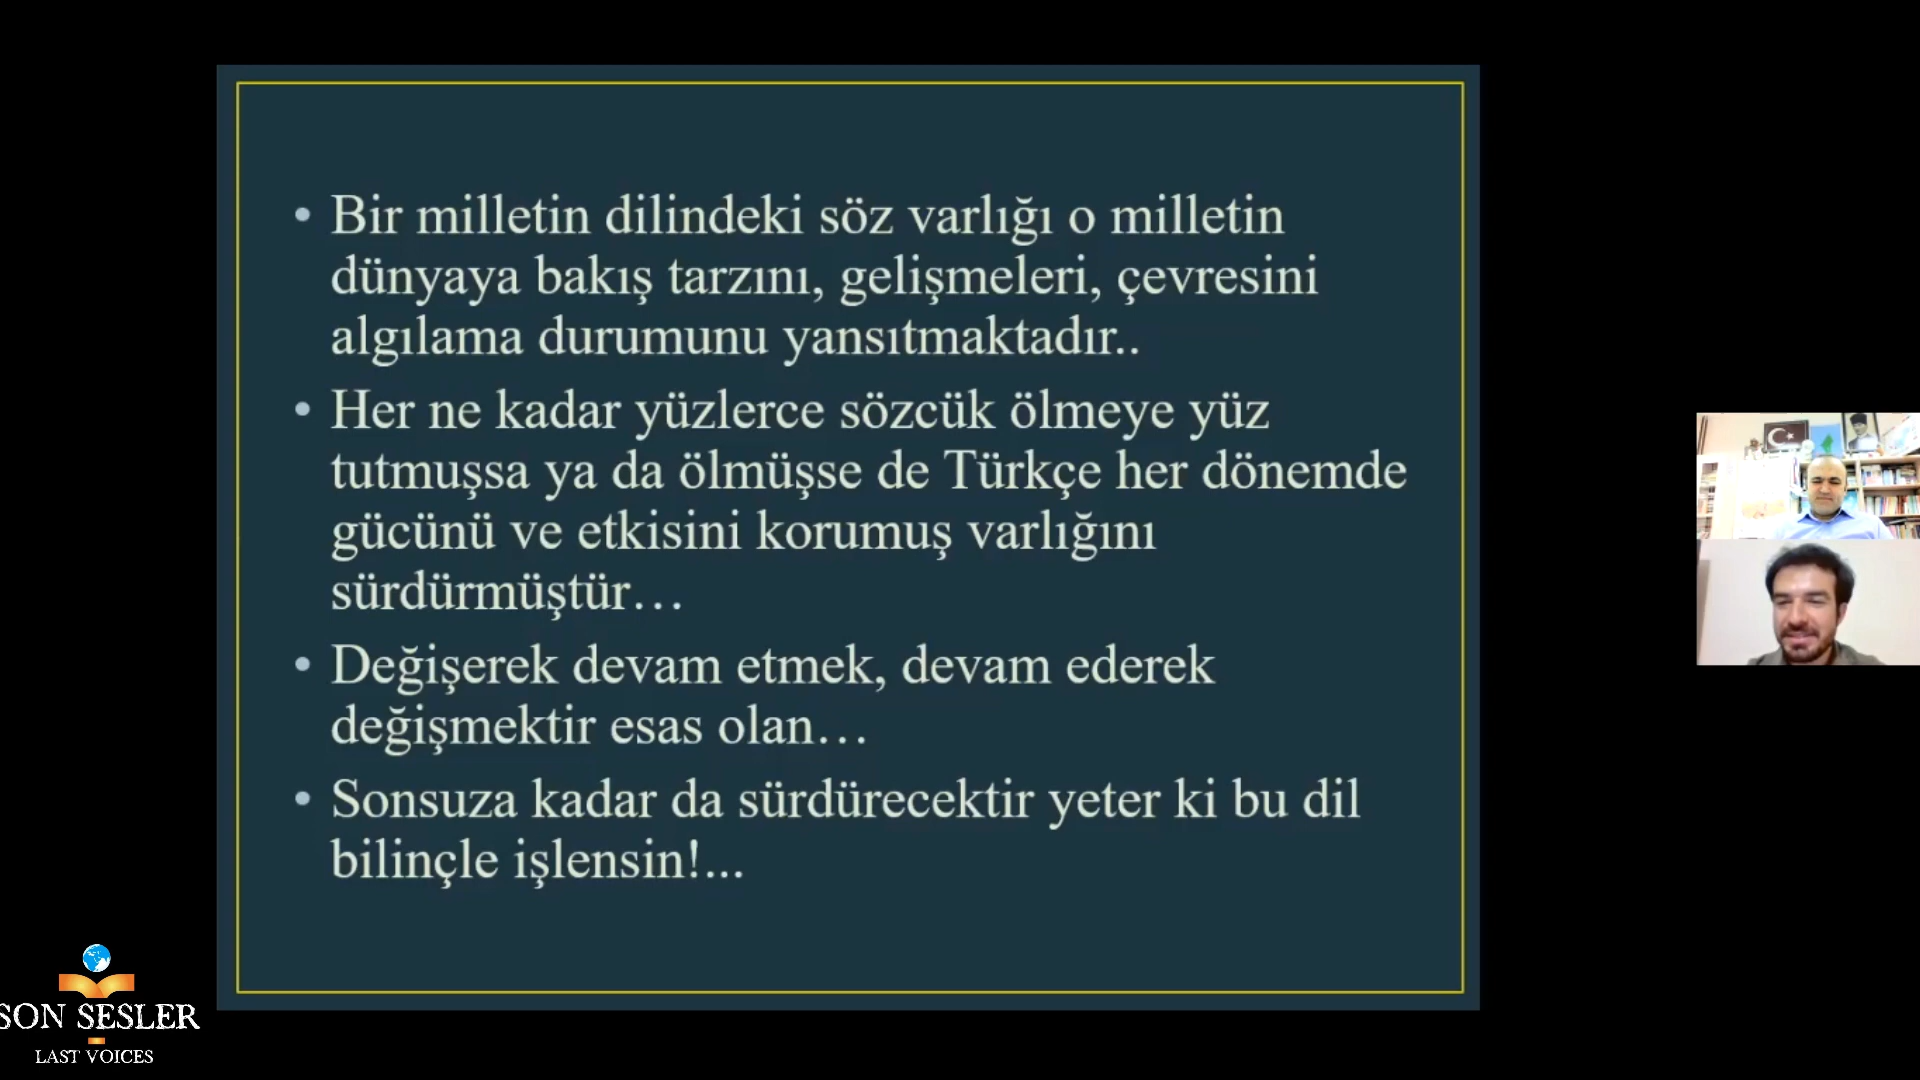 • Bir milletin dilindeki söz varlığı o milletin
dünyaya bakış tarzını, gelişmeleri, çevresini
algılama durumunu yansıtmaktadır..
• Her ne kadar yüzlerce sözcük ölmeye yüz
tutmuşsa ya da ölmüşse de Türkçe her dönemde
gücünü ve etkisini korumuş varlığını
sürdürmüştür…
• Değişerek devam etmek, devam ederek
değişmektir esas olan…
• Sonsuza kadar da sürdürecektir yeter ki bu dil
bilinçle işlensin!...
SON SESLER
LAST VOICES